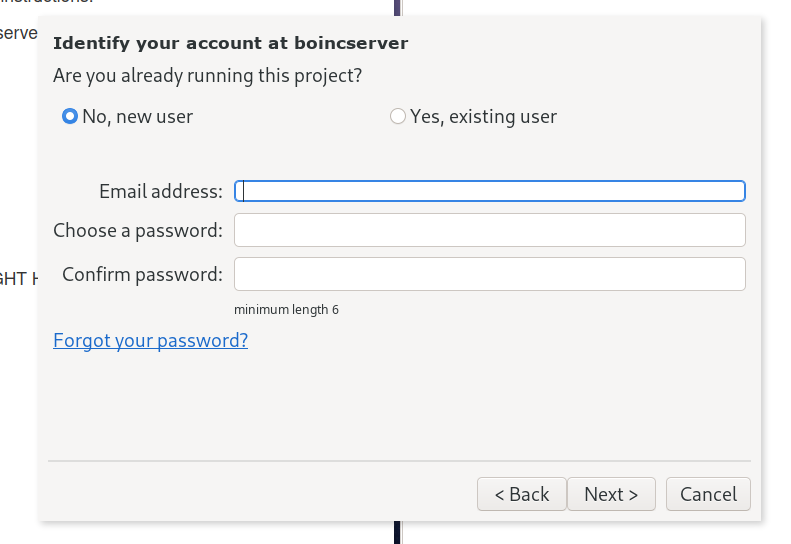 serve
Identify your account at boincserver
Are you already running this project?
No, new user Yes, existing user
Email address:
Choose a password:
GHT H
Confirm password:
minimum length 6
Forgot your password?
< Back Next > Cancel